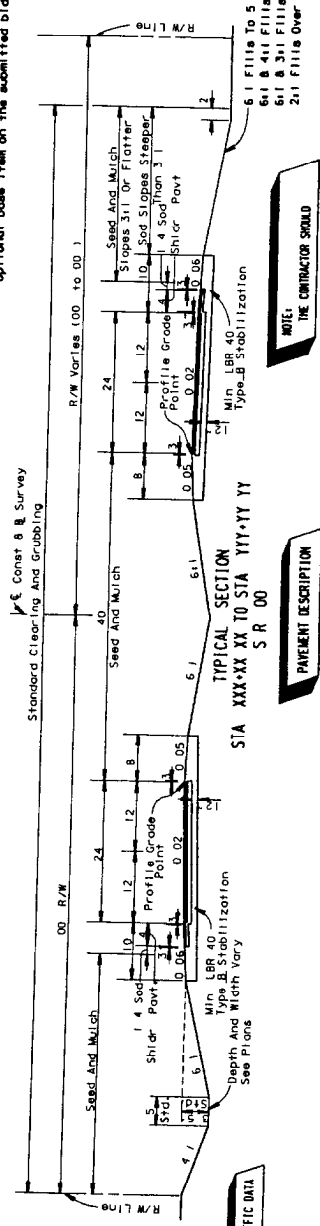 optional base item on the submitted bid
₢ Const & ₢ Survey
Standard Clearing And Grubbing
R/W Varies (00 to 00 )
00 R/W
40
Seed And Mulch
Seed And Mulch
Seed And Mulch
Slopes 3:1 Or Flatter
Sod Slopes Steeper
Than 3 1
R/W Line
R/W Line
24
12
12
8
10
1 4 Sod
Shldr Pavt.
0 06
0 02
0 05
Profile Grade
Point
24
12
12
8
10
1 4 Sod
Shldr Pavt
0 05
0 02
0 06
Profile Grade
Point
2
5
Std.
4 1
6 1
6 1
6:1
Min LBR 40
Type B Stabilization
Min LBR 40
Type B Stabilization
Depth And Width Vary
See Plans
6 1 Fills To 5
6:1 & 4:1 Fills
6:1 & 3:1 Fills
2:1 Fills Over
TYPICAL SECTION
STA XXX+XX XX TO STA YYY+YY YY
S R 00
FIC DATA
PAVEMENT DESCRIPTION
NOTE:
THE CONTRACTOR SHOULD